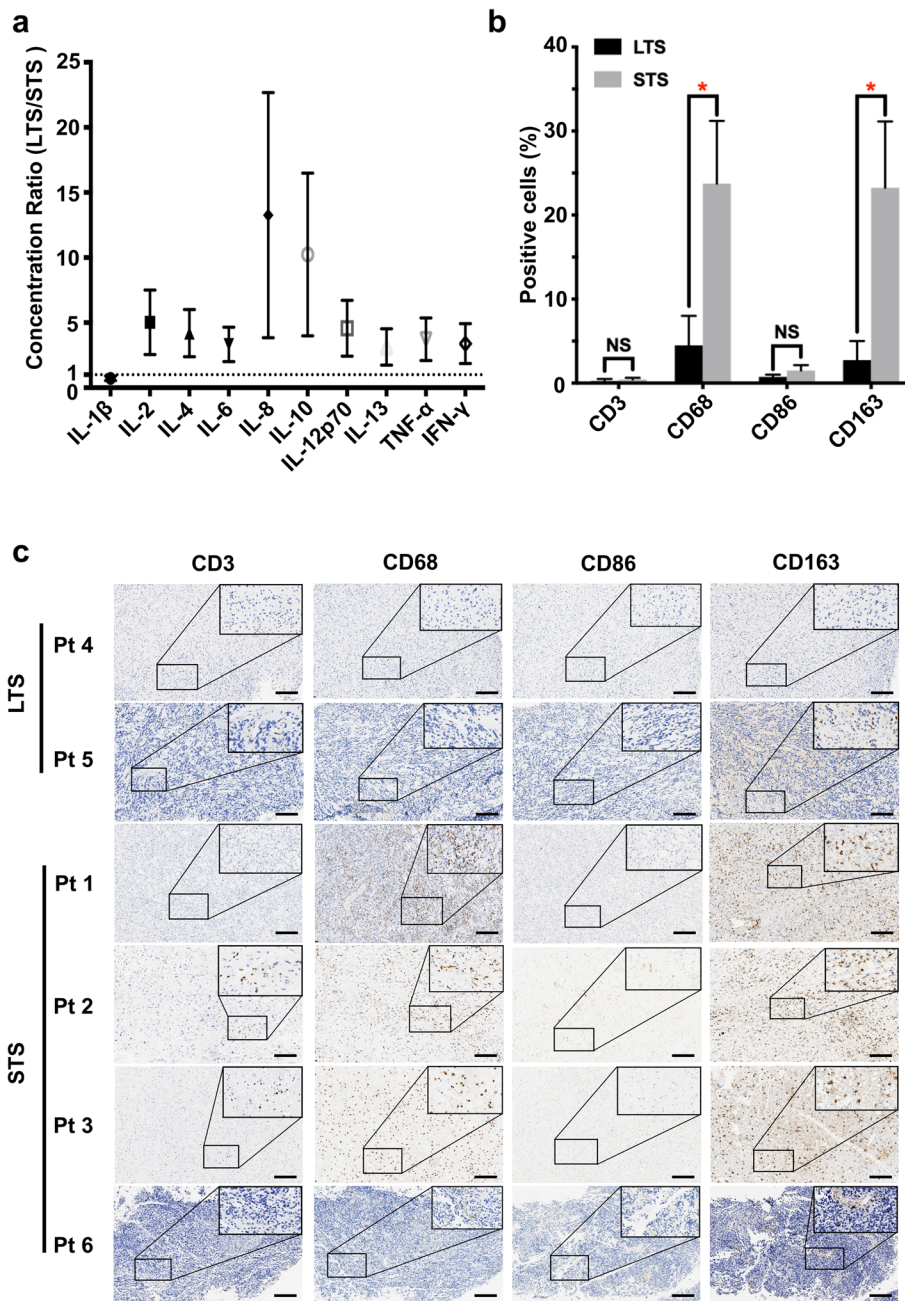 a
Concentration Ratio (LTS/STS )
25
20
15
10
5
1
0
IL-1β
IL-2
IL-4
IL-6
IL-8
IL-10
IL-12p70
IL-13
TNF-α
IFN-γ
b
Positive cells (%)
40
30
20
10
0
LTS
STS
NS
*
NS
*
CD3
CD68
CD86
CD163
c
CD3 CD68 CD86 CD163
LTS
Pt 4
Pt 5
STS
Pt 1
Pt 2
Pt 3
Pt 6